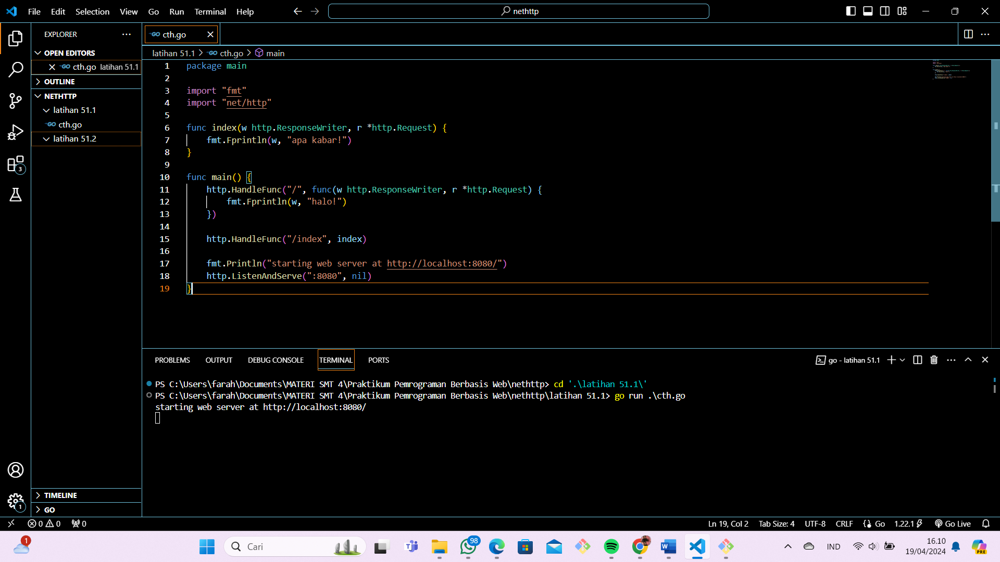 File Edit Selection View Go Run Terminal Help
nethttp
EXPLORER
OPEN EDITORS
cth.go latihan 51.1
OUTLINE
NETHTTP
latihan 51.1
cth.go
latihan 51.2
TIMELINE
GO
3
1
cth.go
latihan 51.1 > cth.go > main
1 package main
2
3 import "fmt"
4 import "net/http"
5
6 func index(w http.ResponseWriter, r *http.Request) {
7 fmt.Fprintln(w, "apa kabar!")
8 }
9
10 func main() {
11 http.HandleFunc("/", func(w http.ResponseWriter, r *http.Request) {
12 fmt.Fprintln(w, "halo!")
13 })
14
15 http.HandleFunc("/index", index)
16
17 fmt.Println("starting web server at http://localhost:8080/")
18 http.ListenAndServe(":8080", nil)
19 }
PROBLEMS OUTPUT DEBUG CONSOLE TERMINAL PORTS
go - latihan 51.1
PS C:\Users\farah\Documents\MATERI SMT 4\Praktikum Pemrograman Berbasis Web\nethttp> cd '.\latihan 51.1\'
PS C:\Users\farah\Documents\MATERI SMT 4\Praktikum Pemrograman Berbasis Web\nethttp\latihan 51.1> go run .\cth.go
starting web server at http://localhost:8080/
0 0 0
Ln 19, Col 2 Tab Size: 4 UTF-8 CRLF {} Go 1.22.1 Go Live
1
Cari
98
IND
16.10
19/04/2024
PRE